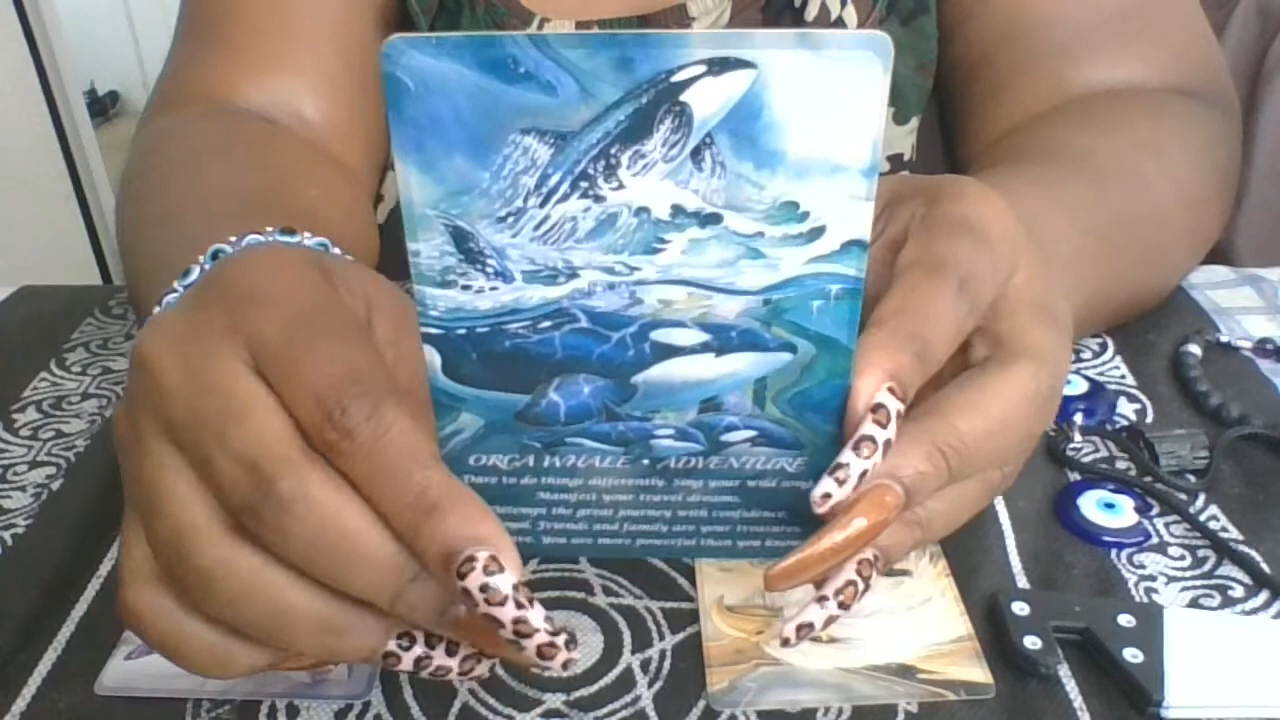 ORCA WHALE • ADVENTURE
Dare to do things differently. Sing your wild song.
Manifest your travel dreams.
Attempt the great journey with confidence.
Friends and family are your treasures
You are more powerful than you know